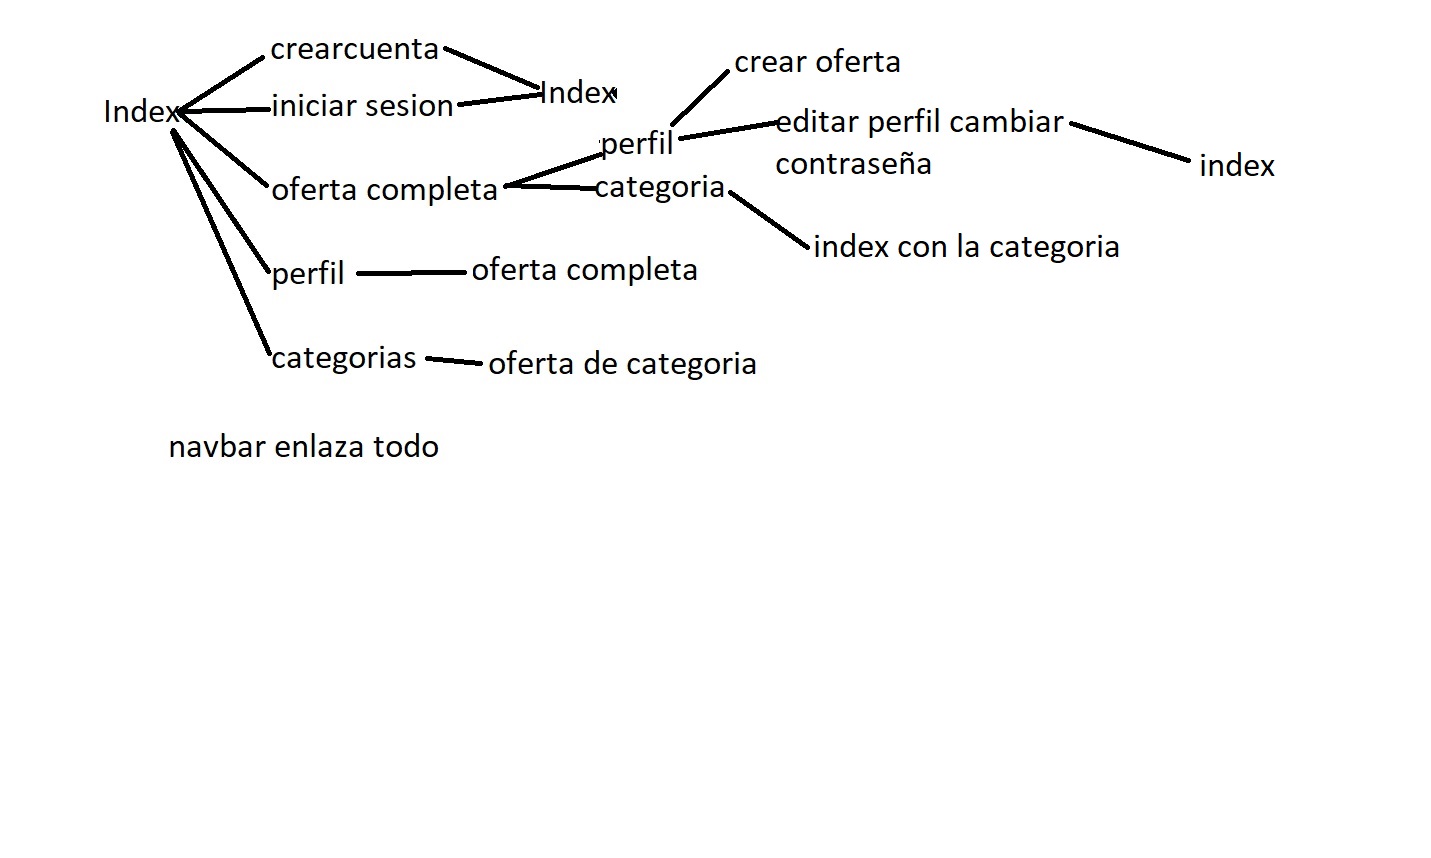 crearcuenta
Index
iniciar sesion
Index
oferta completa
perfil
crear oferta
editar perfil cambiar
contraseña
index
categoria
index con la categoria
perfil
oferta completa
categorias
oferta de categoria
navbar enlaza todo